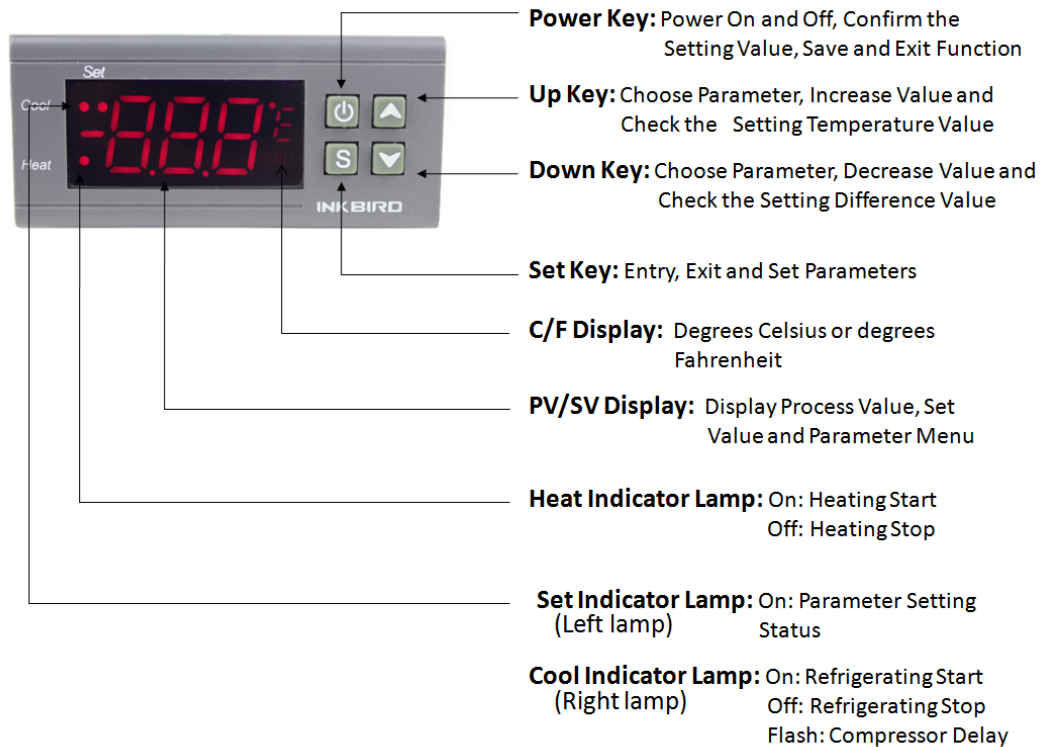 Set
Cool
Heat
S
INKBIRD
Power Key: Power On and Off, Confirm the
Setting Value, Save and Exit Function
Up Key: Choose Parameter, Increase Value and
Check the Setting Temperature Value
Down Key: Choose Parameter, Decrease Value and
Check the Setting Difference Value
Set Key: Entry, Exit and Set Parameters
C/F Display: Degrees Celsius or degrees
Fahrenheit
PV/SV Display: Display Process Value, Set
Value and Parameter Menu
Heat Indicator Lamp: On: Heating Start
Off: Heating Stop
Set Indicator Lamp: On: Parameter Setting
(Left lamp) Status
Cool Indicator Lamp: On: Refrigerating Start
(Right lamp) Off: Refrigerating Stop
Flash: Compressor Delay